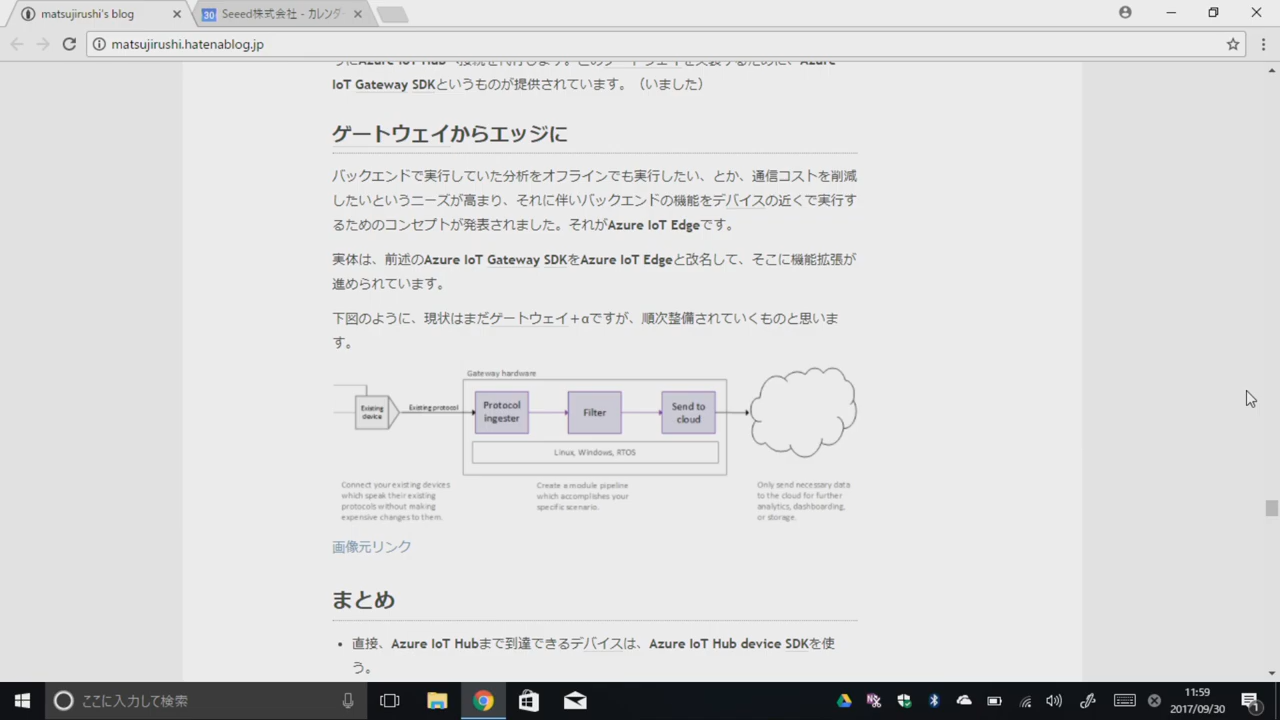 matsujirushi's blog
30 Seeed株式会社 - カレンダ
matsujirushi.hatenablog.jp
IoT Gateway SDKというものが提供されています。（いました）
ゲートウェイからエッジに
バックエンドで実行していた分析をオフラインでも実行したい、とか、通信コストを削減
したいというニーズが高まり、それに伴いバックエンドの機能をデバイスの近くで実行す
るためのコンセプトが発表されました。それがAzure IoT Edgeです。
実体は、前述のAzure IoT Gateway SDKをAzure IoT Edgeと改名して、そこに機能拡張が
進められています。
下図のように、現状はまだゲートウェイ＋αですが、順次整備されていくものと思いま
す。
Gateway hardware
Existing
device
Existing protocol
Protocol
ingester
Filter
Send to
cloud
Linux, Windows, RTOS
Connect your existing devices
which speak their existing
protocols without making
expensive changes to them.
Create a module pipeline
which accomplishes your
specific scenario.
Only send necessary data
to the cloud for further
analytics, dashboarding,
or storage.
画像元リンク
まとめ
• 直接、Azure IoT Hubまで到達できるデバイスは、Azure IoT Hub device SDKを使
う。
ここに入力して検索
11:59
2017/09/30
1